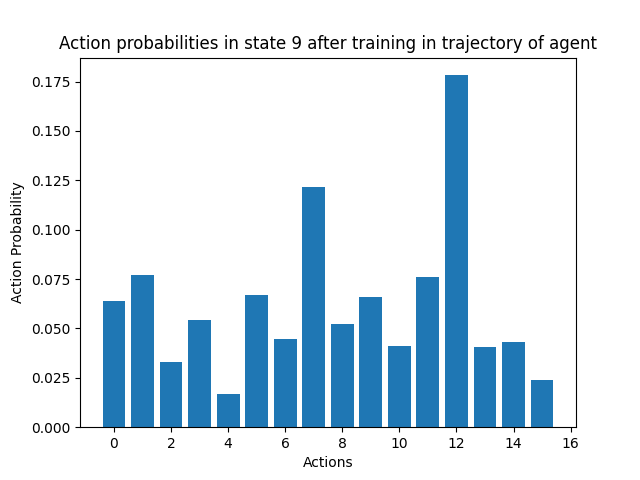 Action probabilities in state 9 after training in trajectory of agent
0.175
0.150
0.125
0.100
0.075
0.050
0.025
0.000
Action Probability
0 2 4 6 8 10 12 14 16
Actions